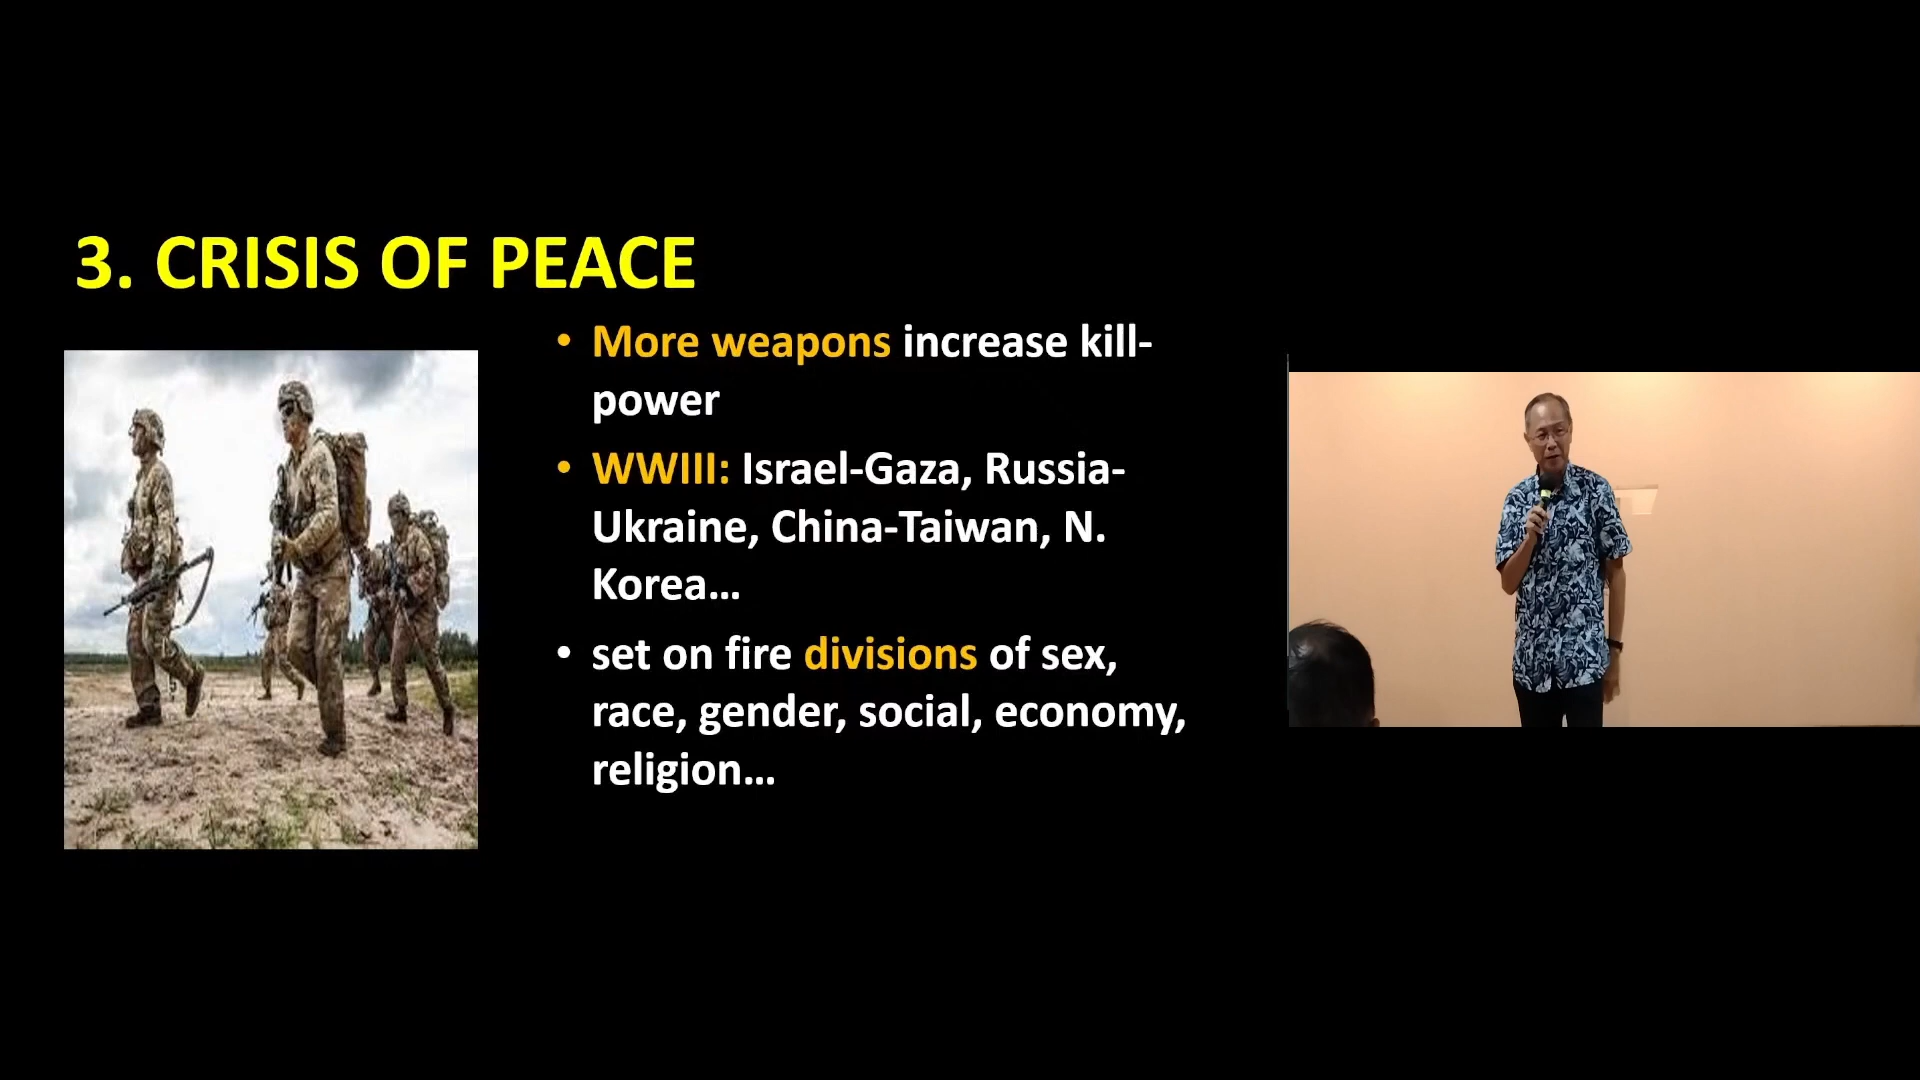 3. CRISIS OF PEACE
• More weapons increase kill-
power
• WWIII: Israel-Gaza, Russia-
Ukraine, China-Taiwan, N.
Korea...
• set on fire divisions of sex,
race, gender, social, economy,
religion...